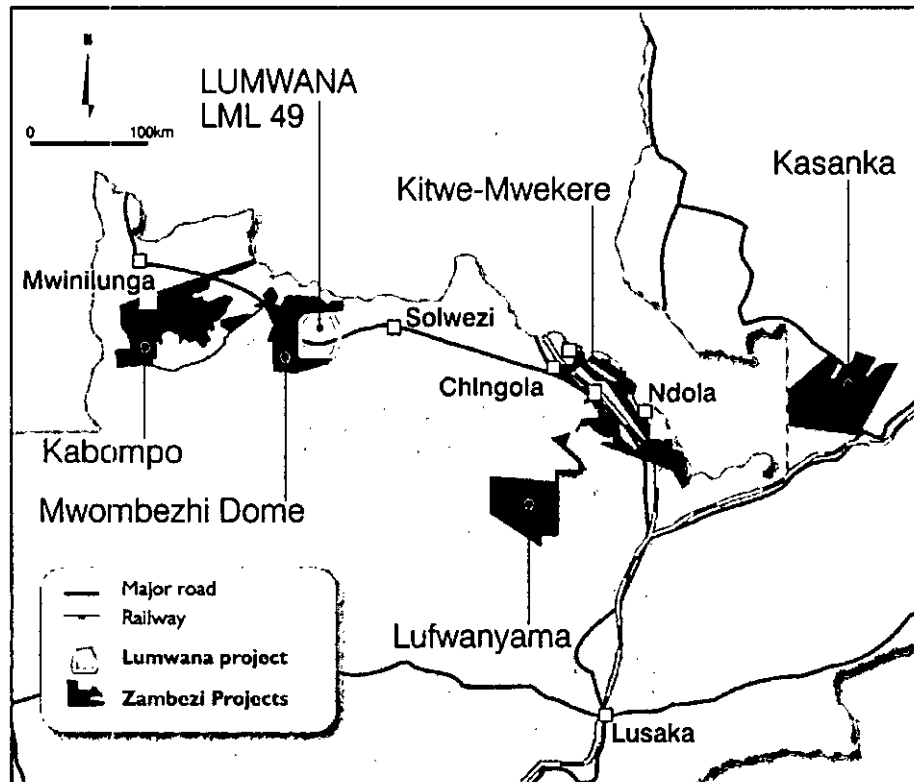 N
0 100km
LUMWANA
LML 49
Kitwe-Mwekere
Kasanka
Mwinilunga
Solwezi
Chingola
Ndola
Kabompo
Mwombezhi Dome
Lufwanyama
Lusaka
Major road
Railway
Lumwana project
Zambezi Projects